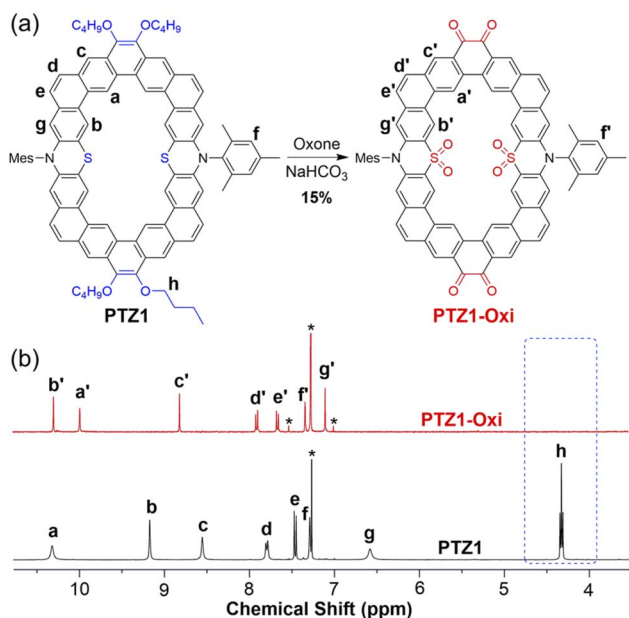 (a)
C₄H₉O OC₄H₉
c c'
d a d' a'
e e'
g b f g' b' f'
Mes N S S N Oxone Mes N S S N
NaHCO₃
15%
O O O O
O O O O
C₄H₉O O h
PTZ1 PTZ1-Oxi
(b)
b' a' c' d' e' * f' * g' *
PTZ1-Oxi
a b c d e f * g h
PTZ1
10 9 8 7 6 5 4
Chemical Shift (ppm)